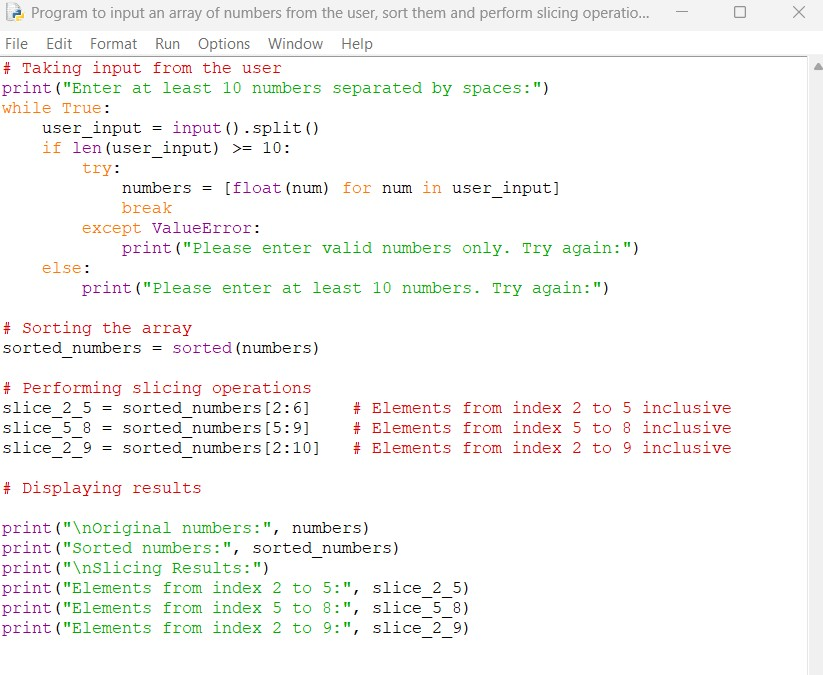 Program to input an array of numbers from the user, sort them and perform slicing operatio...
File Edit Format Run Options Window Help
# Taking input from the user
print("Enter at least 10 numbers separated by spaces:")
while True:
    user_input = input().split()
    if len(user_input) >= 10:
        try:
            numbers = [float(num) for num in user_input]
            break
        except ValueError:
            print("Please enter valid numbers only. Try again:")
    else:
        print("Please enter at least 10 numbers. Try again:")

# Sorting the array
sorted_numbers = sorted(numbers)

# Performing slicing operations
slice_2_5 = sorted_numbers[2:6]    # Elements from index 2 to 5 inclusive
slice_5_8 = sorted_numbers[5:9]    # Elements from index 5 to 8 inclusive
slice_2_9 = sorted_numbers[2:10]   # Elements from index 2 to 9 inclusive

# Displaying results

print("\nOriginal numbers:", numbers)
print("Sorted numbers:", sorted_numbers)
print("\nSlicing Results:")
print("Elements from index 2 to 5:", slice_2_5)
print("Elements from index 5 to 8:", slice_5_8)
print("Elements from index 2 to 9:", slice_2_9)